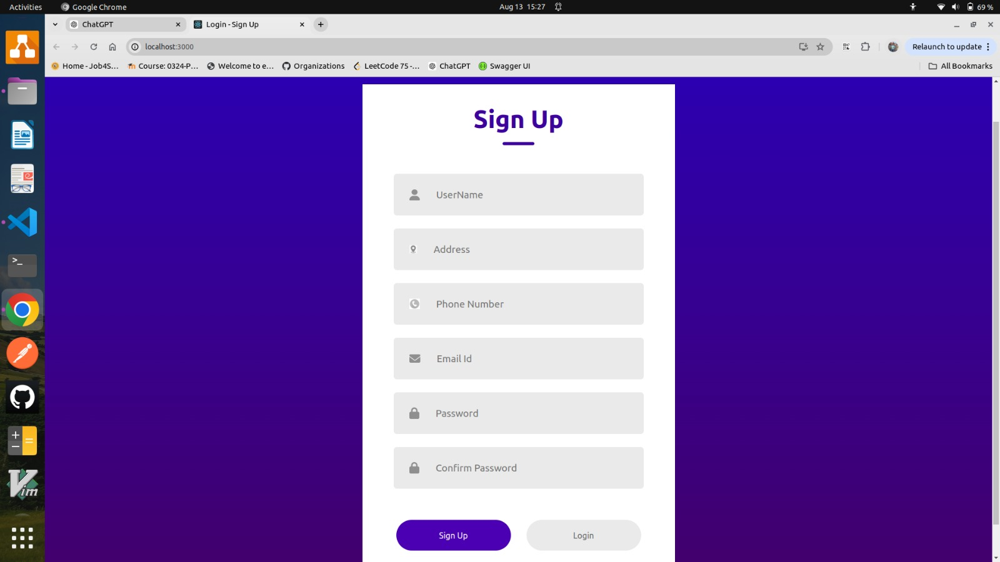 Activities Google Chrome Aug 13 15:27 69 %
ChatGPT Login - Sign Up
localhost:3000 Relaunch to update
Home - Job4S... Course: 0324-P... Welcome to e... Organizations LeetCode 75 -... ChatGPT Swagger UI All Bookmarks
Sign Up
UserName
Address
Phone Number
Email Id
Password
Confirm Password
Sign Up Login
>_
Vim